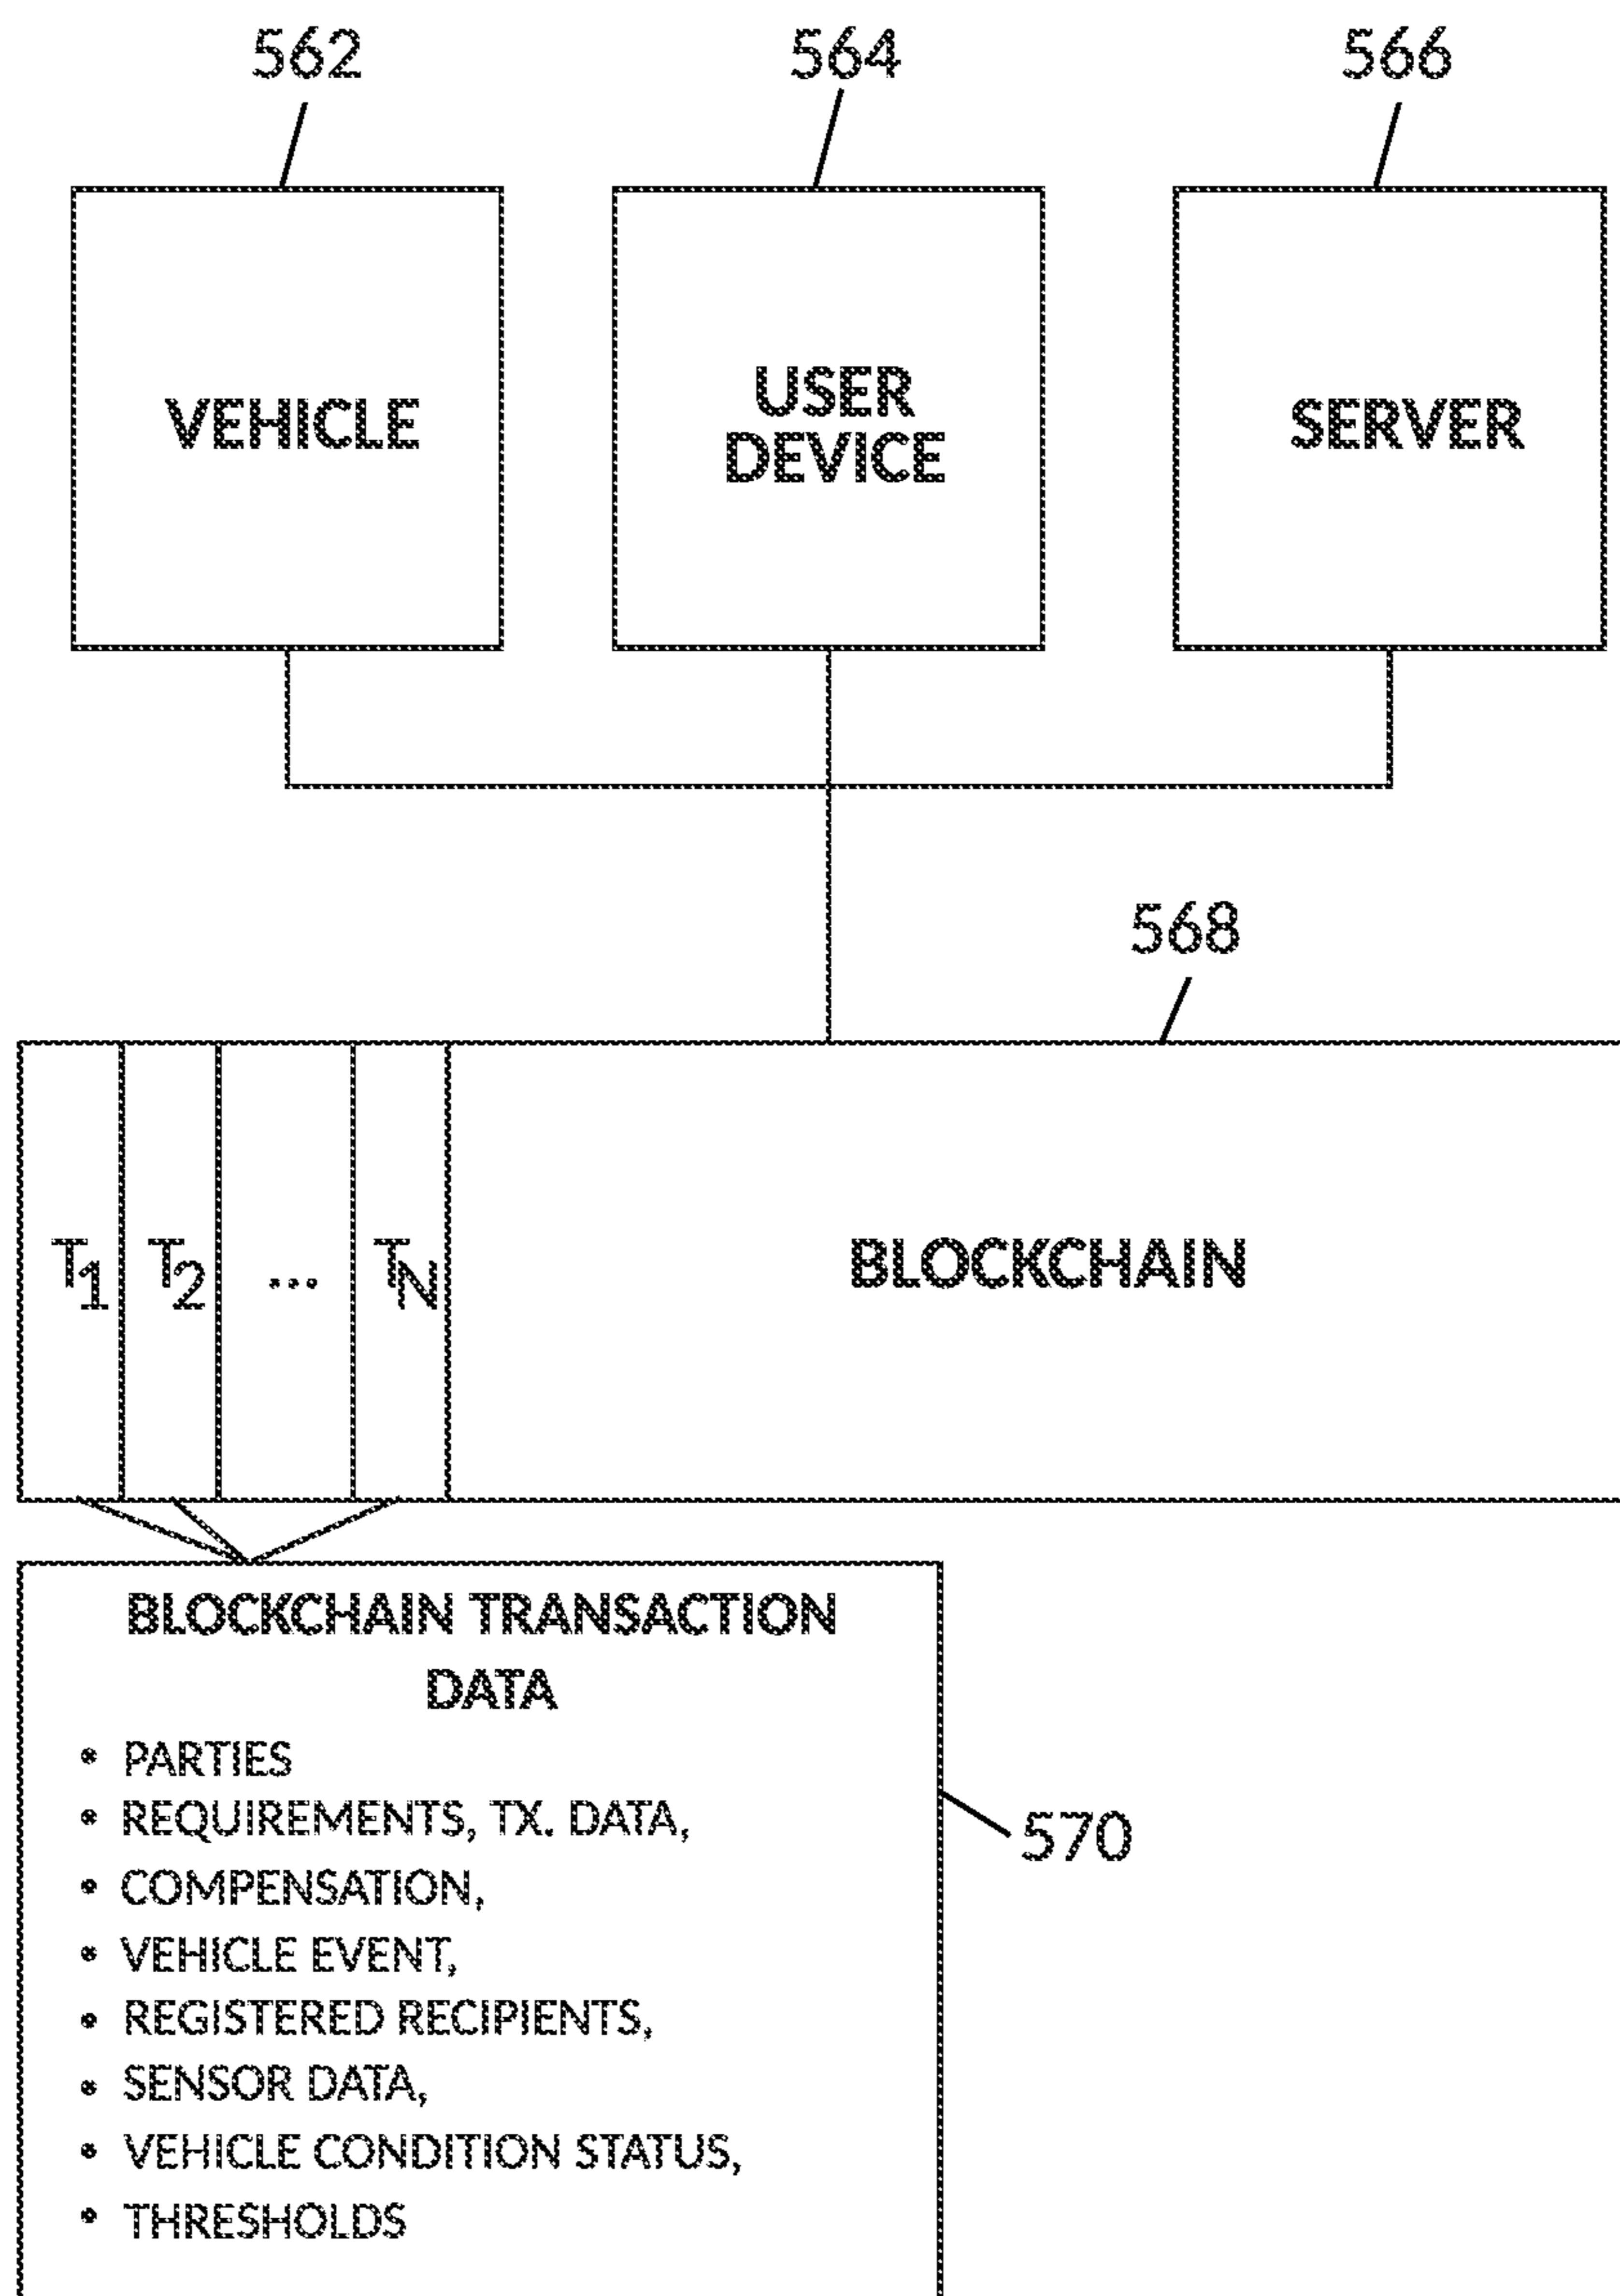 562 564 566
VEHICLE
USER
DEVICE
SERVER
568
T1 T2 ... TN
BLOCKCHAIN
BLOCKCHAIN TRANSACTION
DATA
• PARTIES
• REQUIREMENTS, TX. DATA,
• COMPENSATION,
• VEHICLE EVENT,
• REGISTERED RECIPIENTS,
• SENSOR DATA,
• VEHICLE CONDITION STATUS,
• THRESHOLDS
570